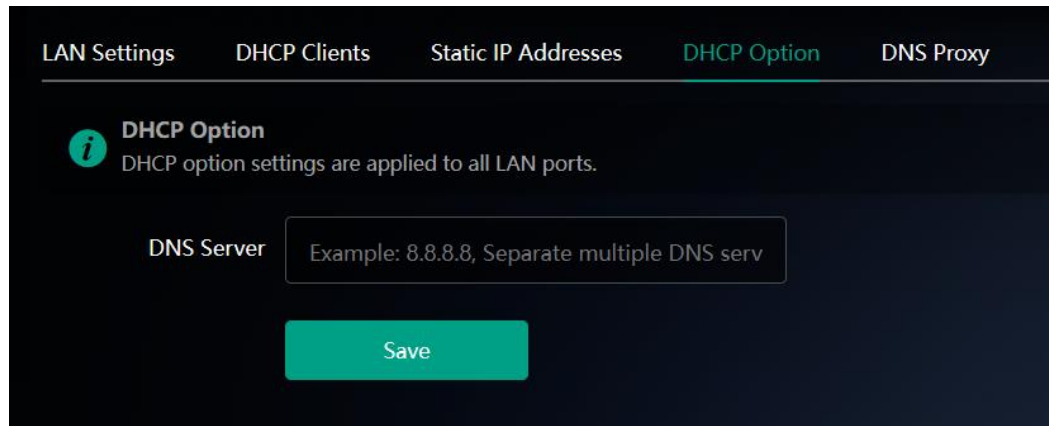 LAN Settings DHCP Clients Static IP Addresses DHCP Option DNS Proxy
i
DHCP Option
DHCP option settings are applied to all LAN ports.
DNS Server Example: 8.8.8.8, Separate multiple DNS serv
Save